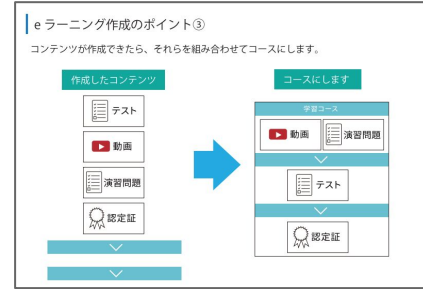 eラーニング作成のポイント③
コンテンツが作成できたら、それらを組み合わせてコースにします。
作成したコンテンツ
テスト
動画
演習問題
認定証
コースにします
学習コース
動画
演習問題
テスト
認定証